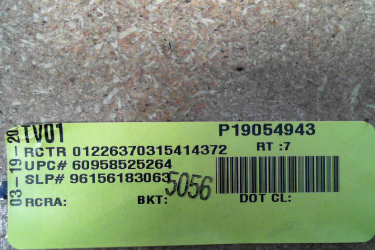 TV01 P19054943
RCTR 01226370315414372 RT :7
UPC# 60958525264
SLP# 96156183063 5056
RCRA: BKT: DOT CL:
03-19-20